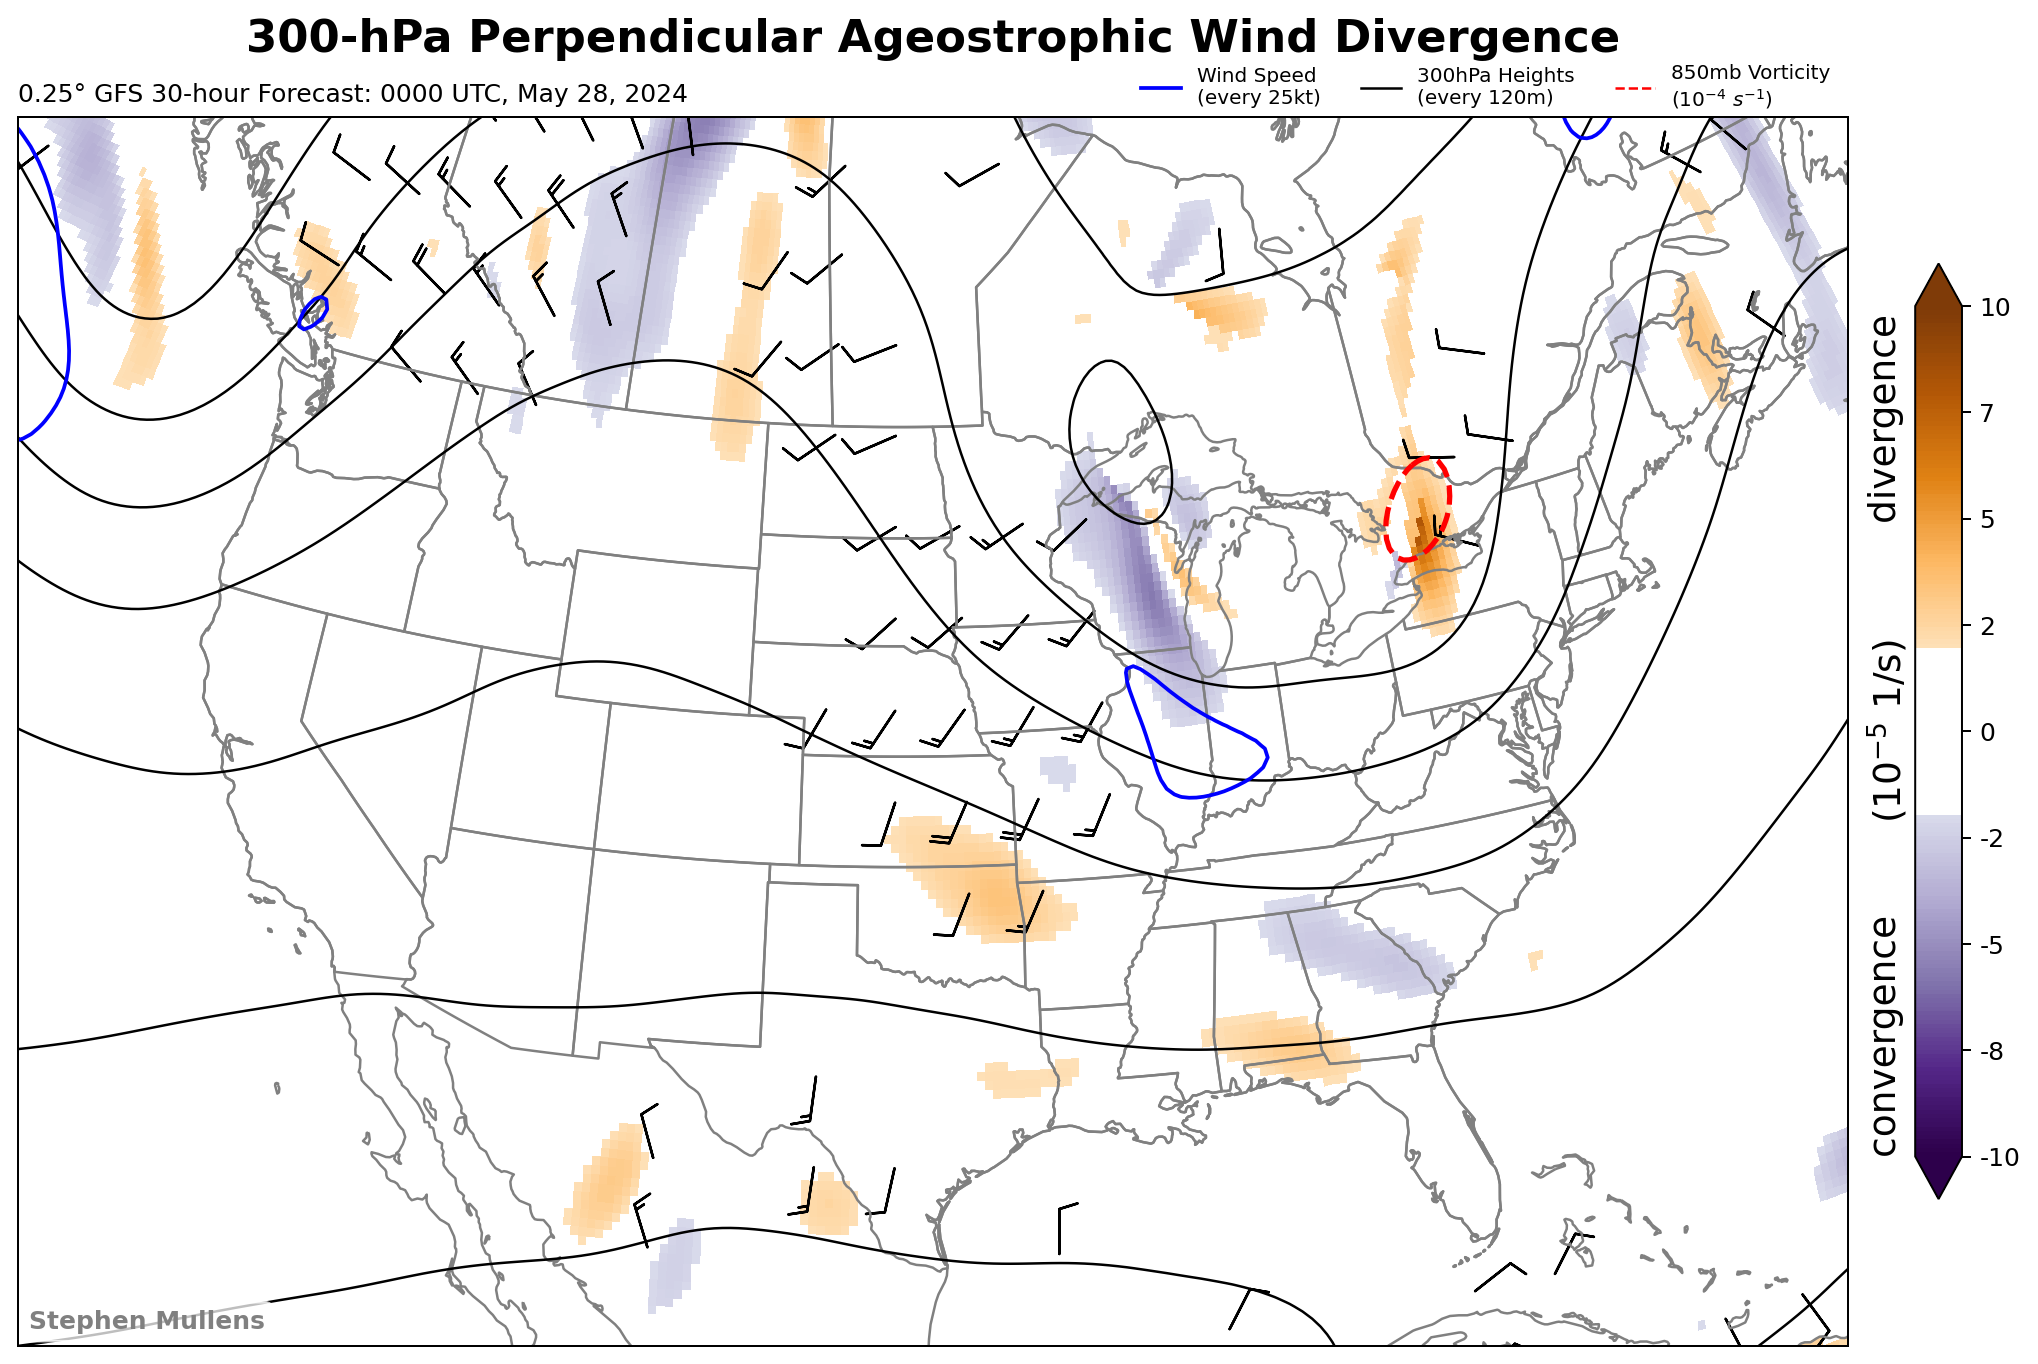 300-hPa Perpendicular Ageostrophic Wind Divergence
0.25° GFS 30-hour Forecast: 0000 UTC, May 28, 2024
Wind Speed
(every 25kt)
300hPa Heights
(every 120m)
850mb Vorticity
(10⁻⁴ s⁻¹)
10
7
5
2
0
-2
-5
-8
-10
convergence (10⁻⁵ 1/s) divergence
Stephen Mullens